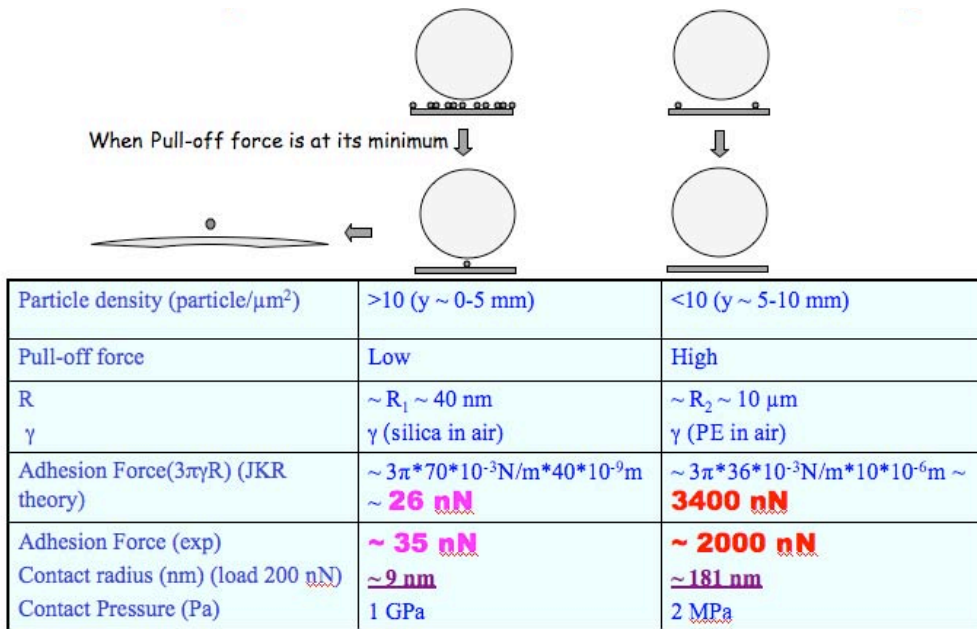 When Pull-off force is at its minimum
Particle density (particle/µm²)
>10 (y ~ 0-5 mm)
<10 (y ~ 5-10 mm)
Pull-off force
Low
High
R
γ
~ R₁ ~ 40 nm
γ (silica in air)
~ R₂ ~ 10 µm
γ (PE in air)
Adhesion Force(3πγR) (JKR
theory)
~ 3π*70*10⁻³N/m*40*10⁻⁹m
~ 26 nN
~ 3π*36*10⁻³N/m*10*10⁻⁶m ~
3400 nN
Adhesion Force (exp)
Contact radius (nm) (load 200 nN)
Contact Pressure (Pa)
~ 35 nN
~ 9 nm
1 GPa
~ 2000 nN
~ 181 nm
2 MPa